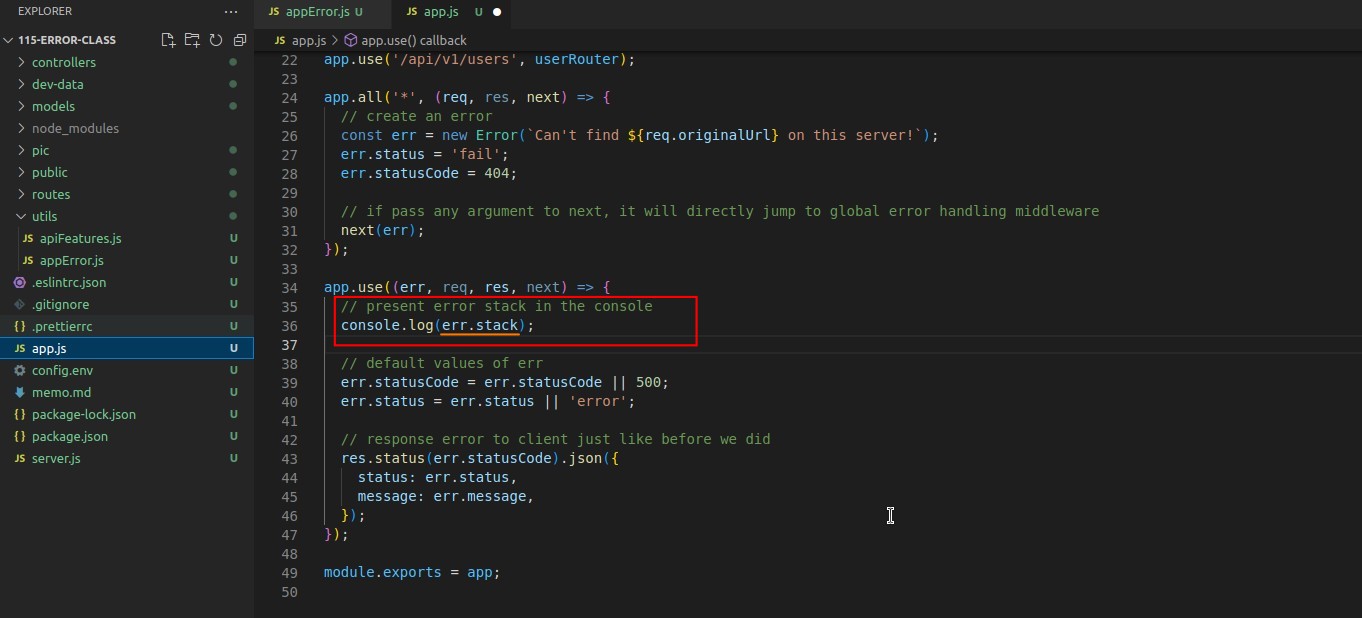 EXPLORER ···
115-ERROR-CLASS
controllers
dev-data
models
node_modules
pic
public
routes
utils
JS apiFeatures.js U
JS appError.js U
.eslintrc.json U
.gitignore U
{} .prettierrc U
JS app.js U
config.env U
memo.md U
{} package-lock.json U
{} package.json U
JS server.js U
JS appError.js U JS app.js U ●
JS app.js > app.use() callback
22 app.use('/api/v1/users', userRouter);
23
24 app.all('*', (req, res, next) => {
25 // create an error
26 const err = new Error(`Can't find ${req.originalUrl} on this server!`);
27 err.status = 'fail';
28 err.statusCode = 404;
29
30 // if pass any argument to next, it will directly jump to global error handling middleware
31 next(err);
32 });
33
34 app.use((err, req, res, next) => {
35 // present error stack in the console
36 console.log(err.stack);
37
38 // default values of err
39 err.statusCode = err.statusCode || 500;
40 err.status = err.status || 'error';
41
42 // response error to client just like before we did
43 res.status(err.statusCode).json({
44 status: err.status,
45 message: err.message,
46 });
47 });
48
49 module.exports = app;
50